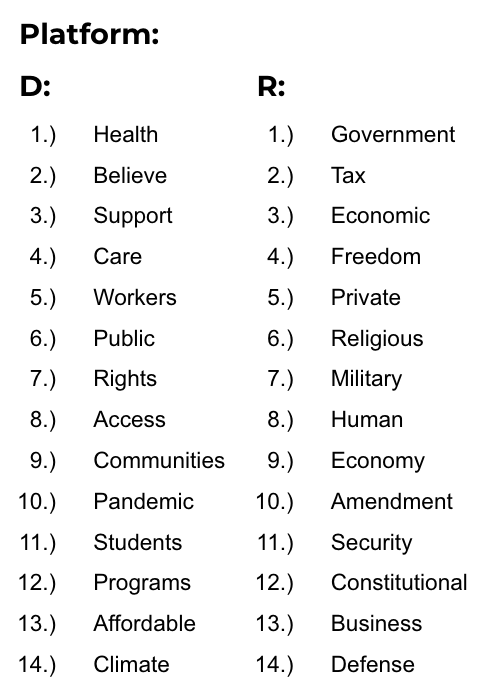 Platform:
D: R:
1.) Health 1.) Government
2.) Believe 2.) Tax
3.) Support 3.) Economic
4.) Care 4.) Freedom
5.) Workers 5.) Private
6.) Public 6.) Religious
7.) Rights 7.) Military
8.) Access 8.) Human
9.) Communities 9.) Economy
10.) Pandemic 10.) Amendment
11.) Students 11.) Security
12.) Programs 12.) Constitutional
13.) Affordable 13.) Business
14.) Climate 14.) Defense